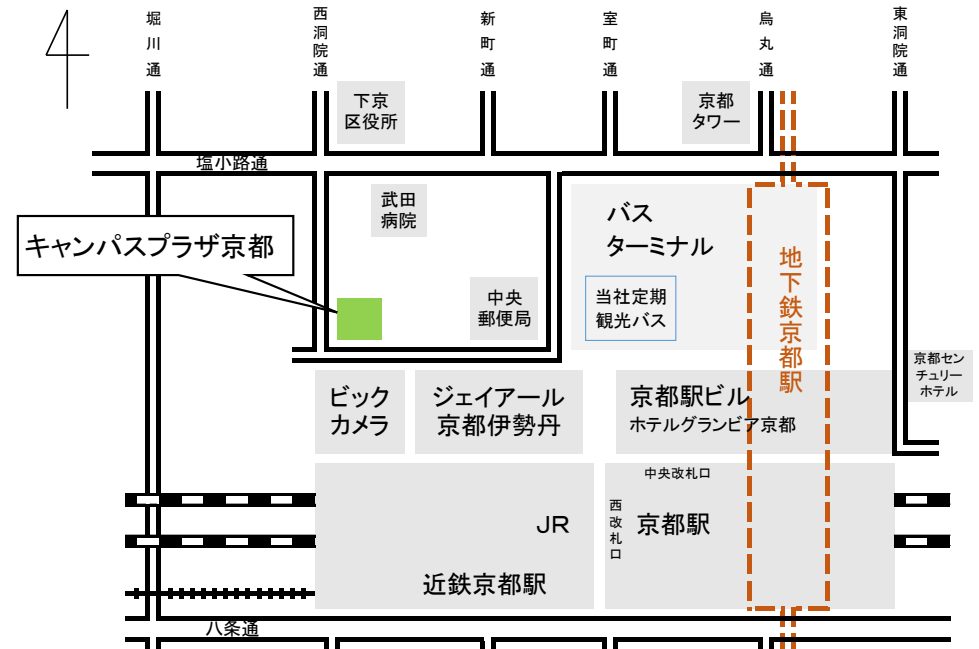 堀川通
西洞院通
新町通
室町通
烏丸通
東洞院通
下京
区役所
京都
タワー
塩小路通
武田
病院
バス
ターミナル
キャンパスプラザ京都
地下鉄京都駅
中央
郵便局
当社定期
観光バス
京都セン
チュリー
ホテル
ビック
カメラ
ジェイアール
京都伊勢丹
京都駅ビル
ホテルグランビア京都
中央改札口
西改札口
JR
京都駅
近鉄京都駅
八条通